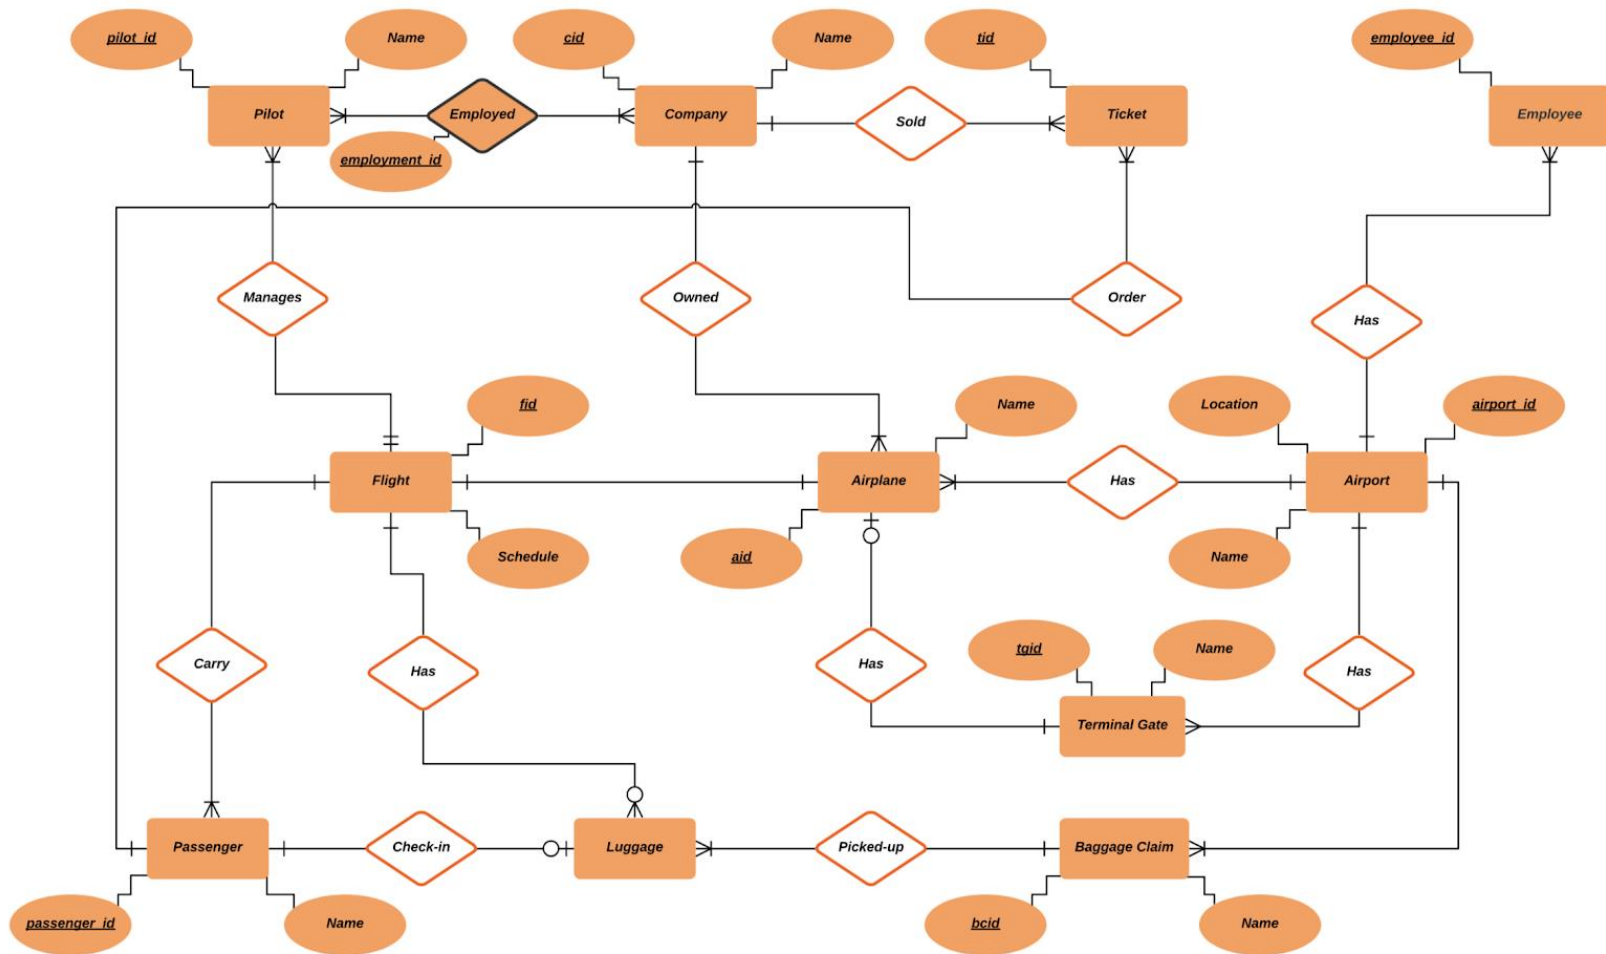 pilot_id
Name
cid
Name
tid
employee_id
Pilot
Employed
Company
Sold
Ticket
Employee
employment_id
Manages
Owned
Order
Has
fid
Name
Location
airport_id
Flight
Airplane
Has
Airport
Schedule
aid
Name
Carry
Has
Has
tgid
Name
Has
Terminal Gate
Passenger
Check-in
Luggage
Picked-up
Baggage Claim
passenger_id
Name
bcid
Name